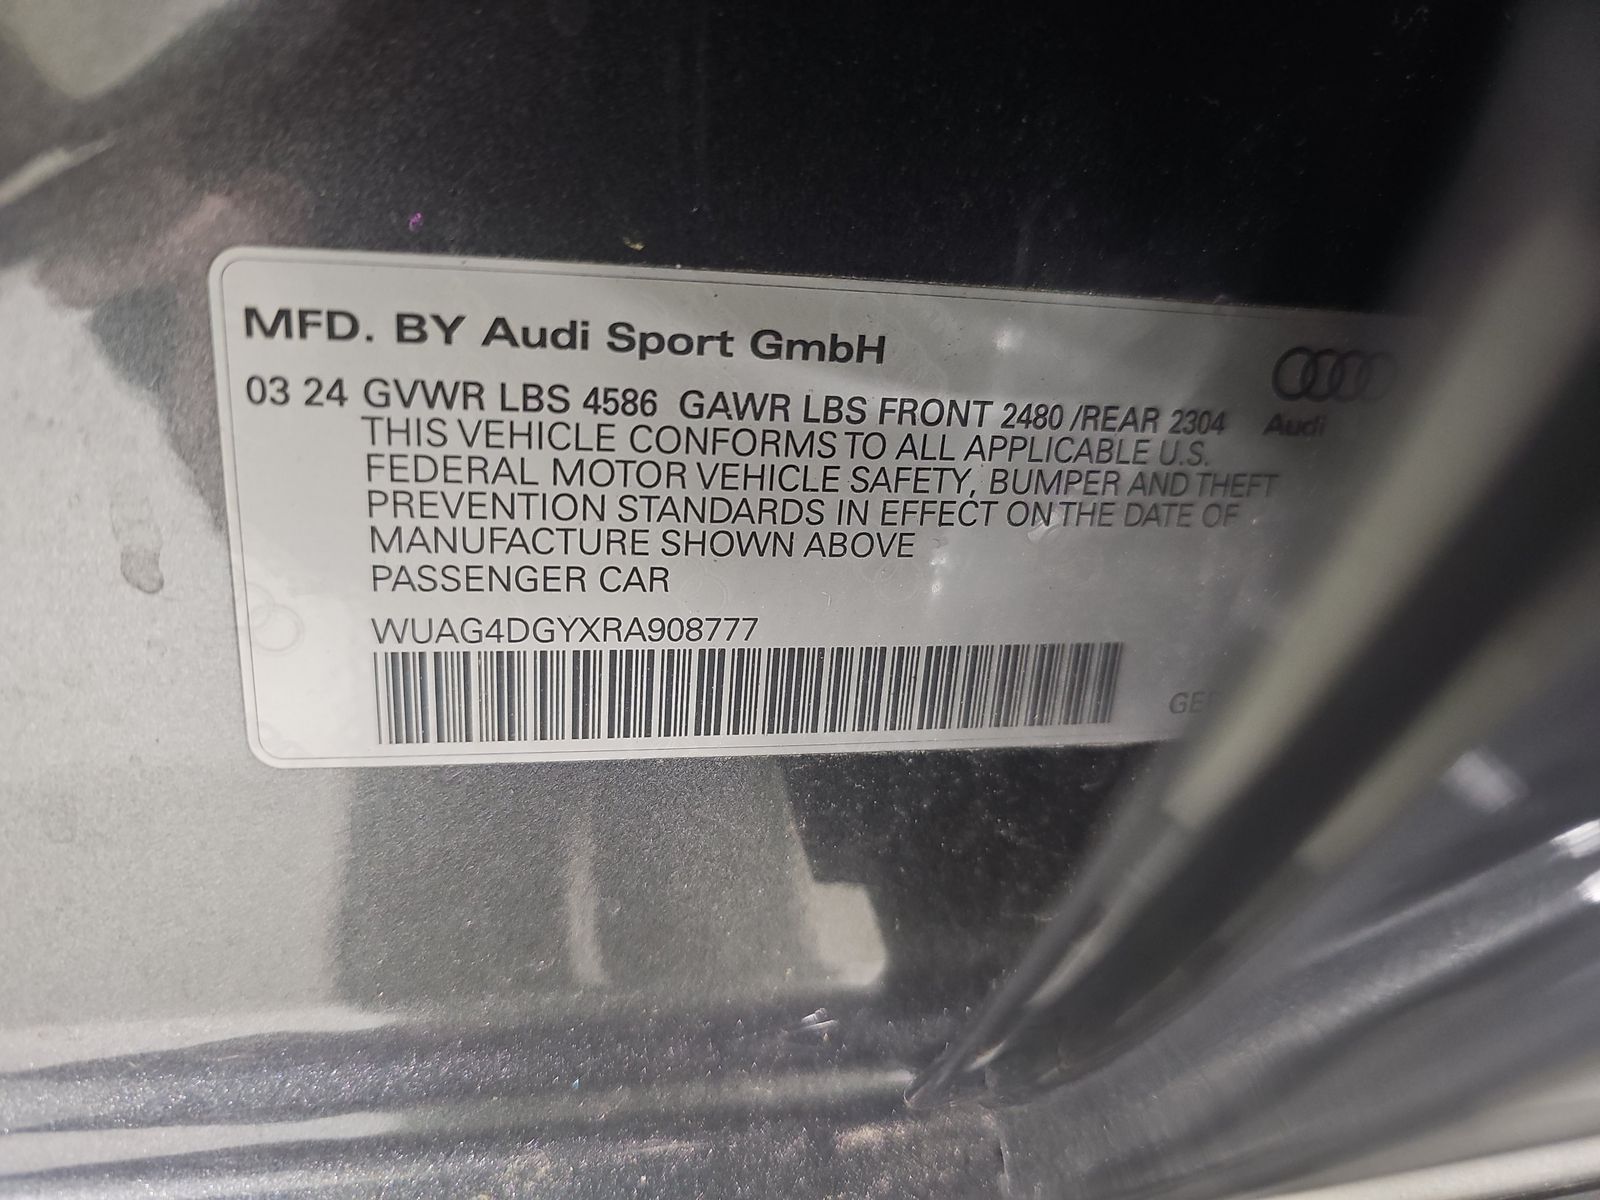 MFD. BY Audi Sport GmbH
03 24 GVWR LBS 4586 GAWR LBS FRONT 2480 /REAR 2304
Audi
THIS VEHICLE CONFORMS TO ALL APPLICABLE U.S.
FEDERAL MOTOR VEHICLE SAFETY, BUMPER AND THEFT
PREVENTION STANDARDS IN EFFECT ON THE DATE OF
MANUFACTURE SHOWN ABOVE
PASSENGER CAR
WUAG4DGYXRA908777